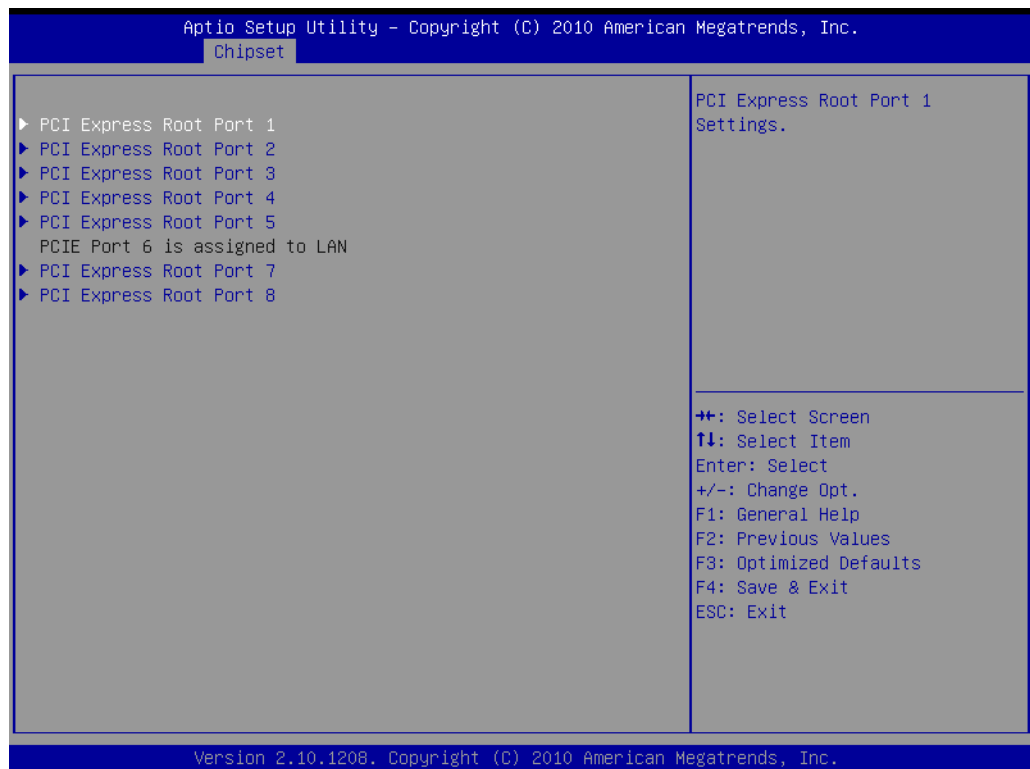 Aptio Setup Utility – Copyright (C) 2010 American Megatrends, Inc.
Chipset
▶ PCI Express Root Port 1
▶ PCI Express Root Port 2
▶ PCI Express Root Port 3
▶ PCI Express Root Port 4
▶ PCI Express Root Port 5
PCIE Port 6 is assigned to LAN
▶ PCI Express Root Port 7
▶ PCI Express Root Port 8
PCI Express Root Port 1
Settings.
→←: Select Screen
↑↓: Select Item
Enter: Select
+/-: Change Opt.
F1: General Help
F2: Previous Values
F3: Optimized Defaults
F4: Save & Exit
ESC: Exit
Version 2.10.1208. Copyright (C) 2010 American Megatrends, Inc.